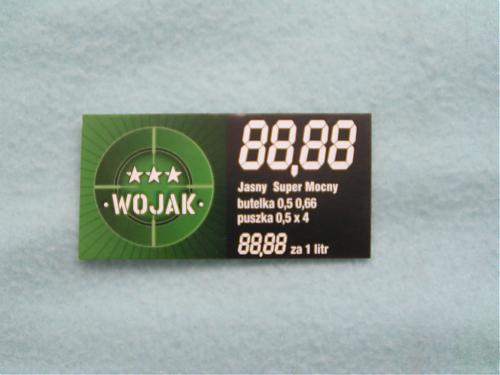 WOJAK
88,88
Jasny Super Mocny
butelka 0,5 0,66
puszka 0,5 x 4
88,88 za 1 litr